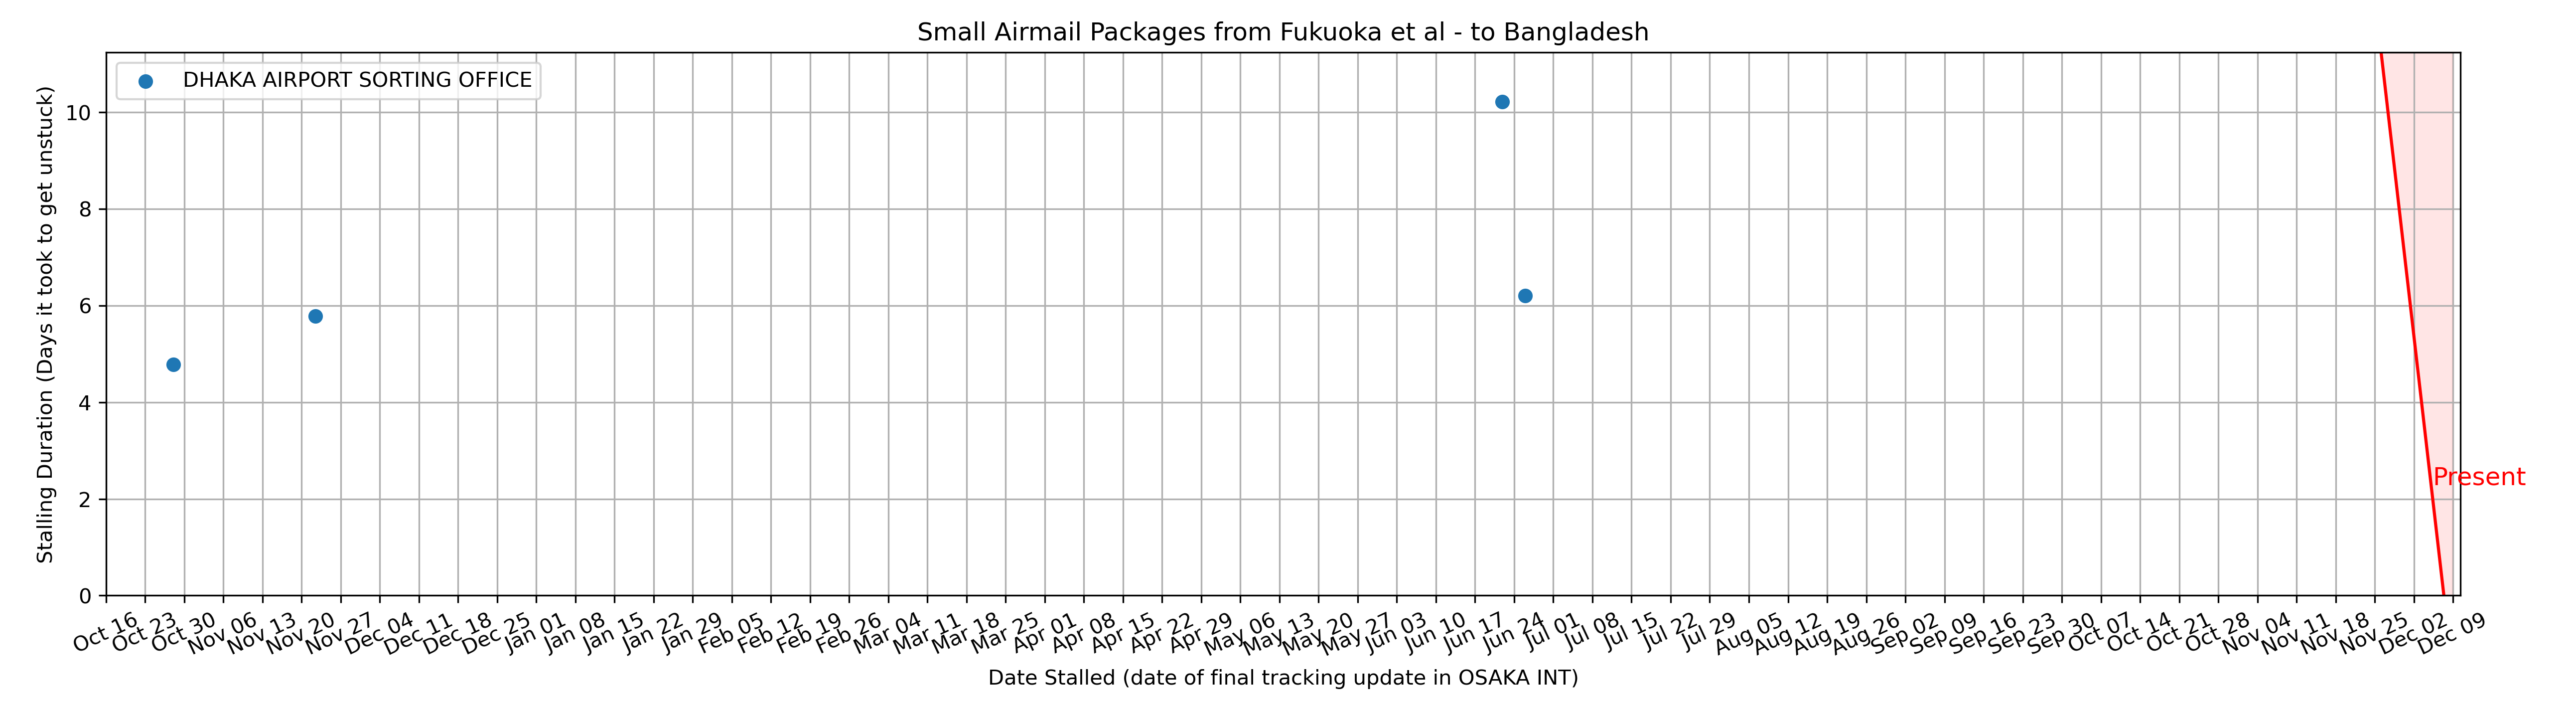 Small Airmail Packages from Fukuoka et al - to Bangladesh
DHAKA AIRPORT SORTING OFFICE
Stalling Duration (Days it took to get unstuck)
10
8
6
4
2
0
Present
Oct 16
Oct 23
Oct 30
Nov 06
Nov 13
Nov 20
Nov 27
Dec 04
Dec 11
Dec 18
Dec 25
Jan 01
Jan 08
Jan 15
Jan 22
Jan 29
Feb 05
Feb 12
Feb 19
Feb 26
Mar 04
Mar 11
Mar 18
Mar 25
Apr 01
Apr 08
Apr 15
Apr 22
Apr 29
May 06
May 13
May 20
May 27
Jun 03
Jun 10
Jun 17
Jun 24
Jul 01
Jul 08
Jul 15
Jul 22
Jul 29
Aug 05
Aug 12
Aug 19
Aug 26
Sep 02
Sep 09
Sep 16
Sep 23
Sep 30
Oct 07
Oct 14
Oct 21
Oct 28
Nov 04
Nov 11
Nov 18
Nov 25
Dec 02
Dec 09
Date Stalled (date of final tracking update in OSAKA INT)